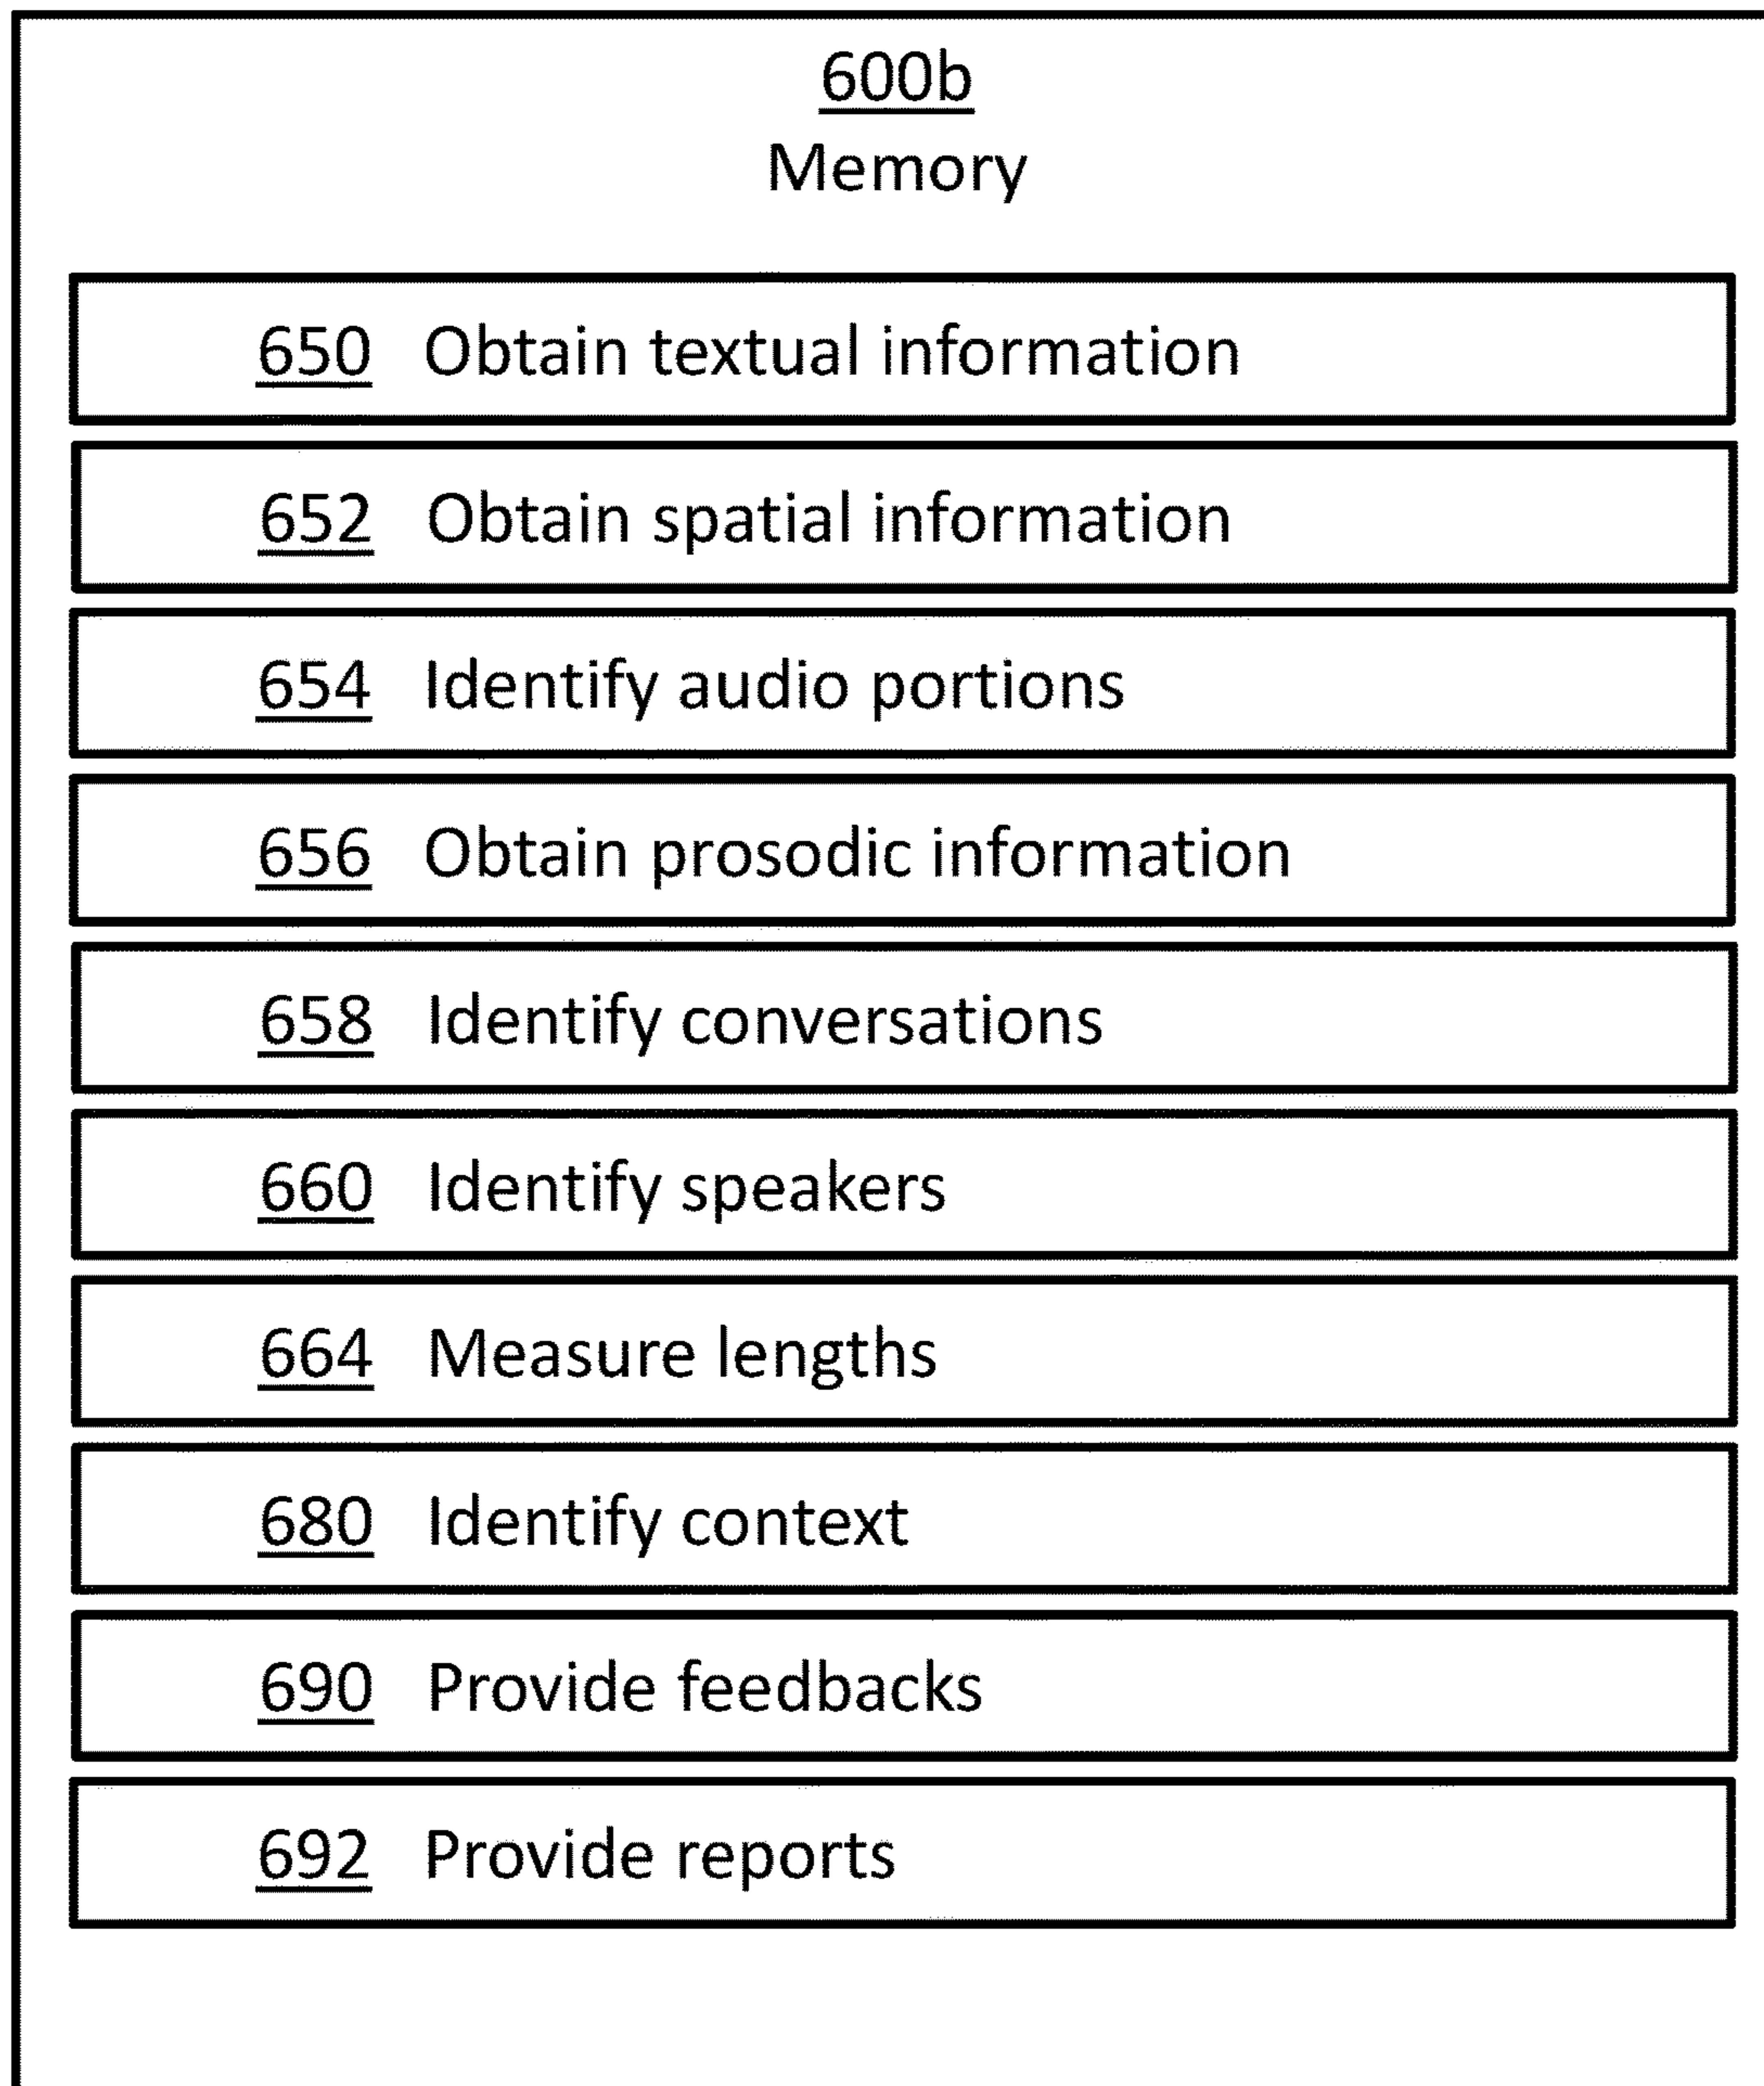 600b
Memory
650 Obtain textual information
652 Obtain spatial information
654 Identify audio portions
656 Obtain prosodic information
658 Identify conversations
660 Identify speakers
664 Measure lengths
680 Identify context
690 Provide feedbacks
692 Provide reports